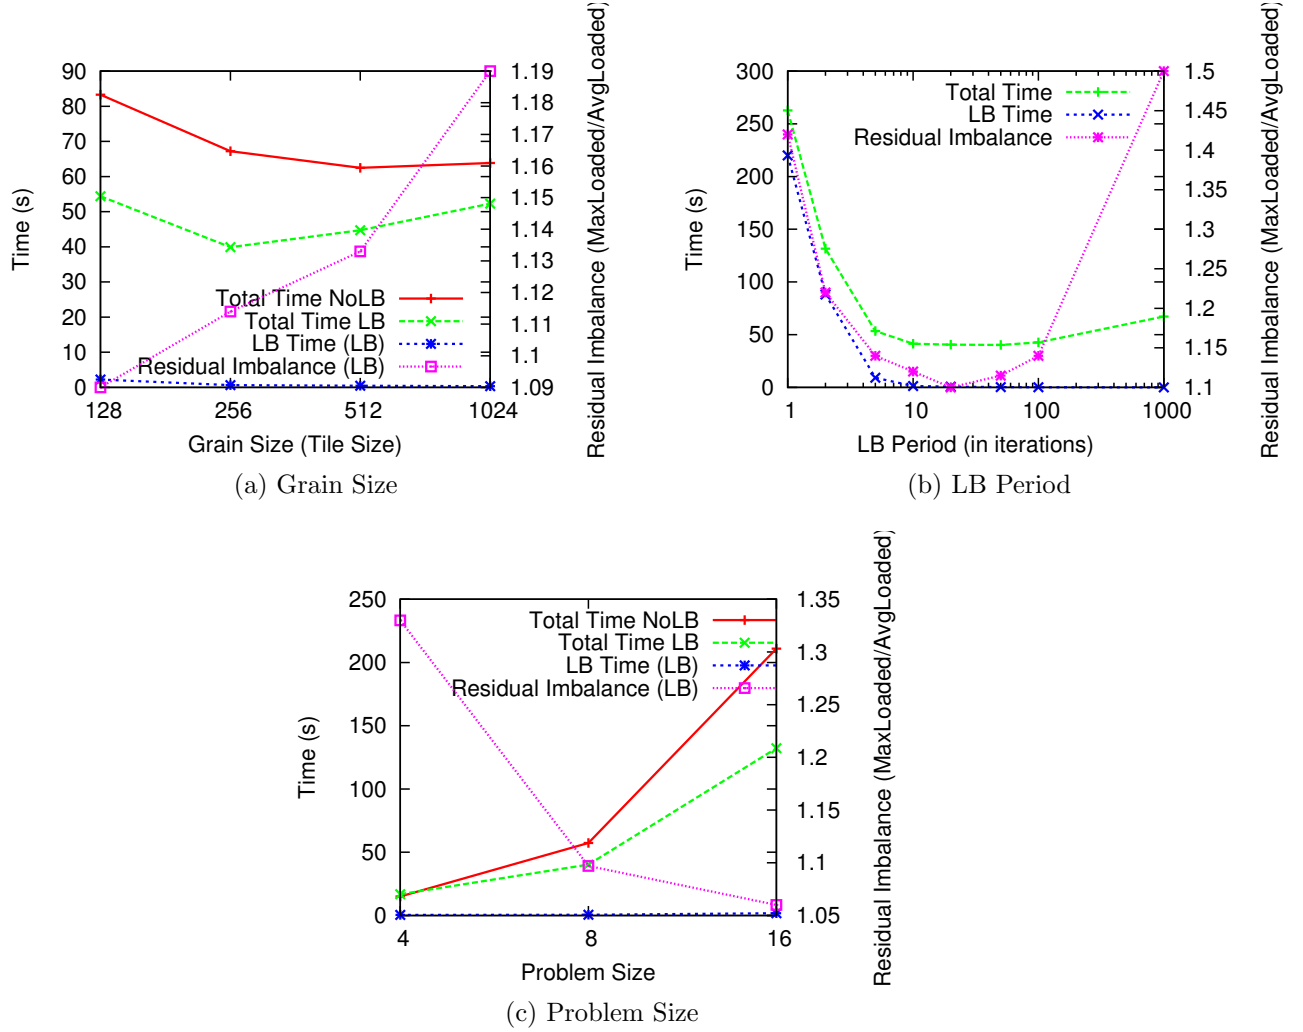 Time (s)
90
80
70
60
50
40
30
20
10
0
128
256
512
1024
Grain Size (Tile Size)
1.19
1.18
1.17
1.16
1.15
1.14
1.13
1.12
1.11
1.1
1.09
Residual Imbalance (MaxLoaded/AvgLoaded)
Total Time NoLB
Total Time LB
LB Time (LB)
Residual Imbalance (LB)
(a) Grain Size
Time (s)
300
250
200
150
100
50
0
1
10
100
1000
LB Period (in iterations)
1.5
1.45
1.4
1.35
1.3
1.25
1.2
1.15
1.1
Residual Imbalance (MaxLoaded/AvgLoaded)
Total Time
LB Time
Residual Imbalance
(b) LB Period
Time (s)
250
200
150
100
50
0
4
8
16
Problem Size
1.35
1.3
1.25
1.2
1.15
1.1
1.05
Residual Imbalance (MaxLoaded/AvgLoaded)
Total Time NoLB
Total Time LB
LB Time (LB)
Residual Imbalance (LB)
(c) Problem Size